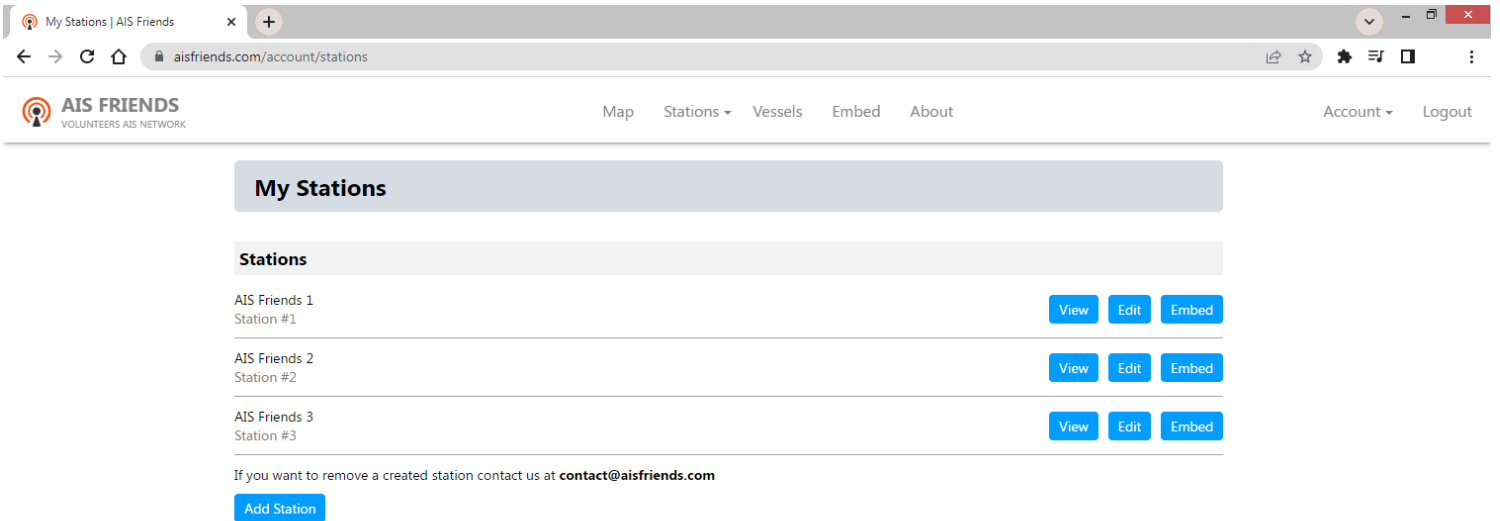 My Stations | AIS Friends
aisfriends.com/account/stations
AIS FRIENDS
VOLUNTEERS AIS NETWORK
Map Stations Vessels Embed About Account Logout
My Stations
Stations
AIS Friends 1
Station #1
View Edit Embed
AIS Friends 2
Station #2
View Edit Embed
AIS Friends 3
Station #3
View Edit Embed
If you want to remove a created station contact us at contact@aisfriends.com
Add Station